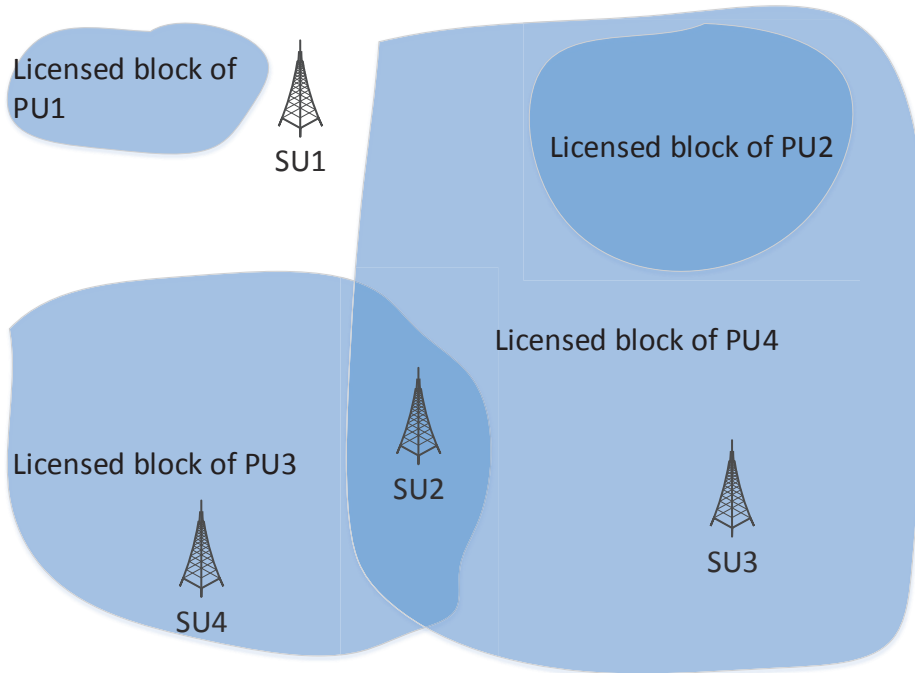 Licensed block of
PU1
SU1
Licensed block of PU2
Licensed block of PU4
Licensed block of PU3
SU2
SU3
SU4